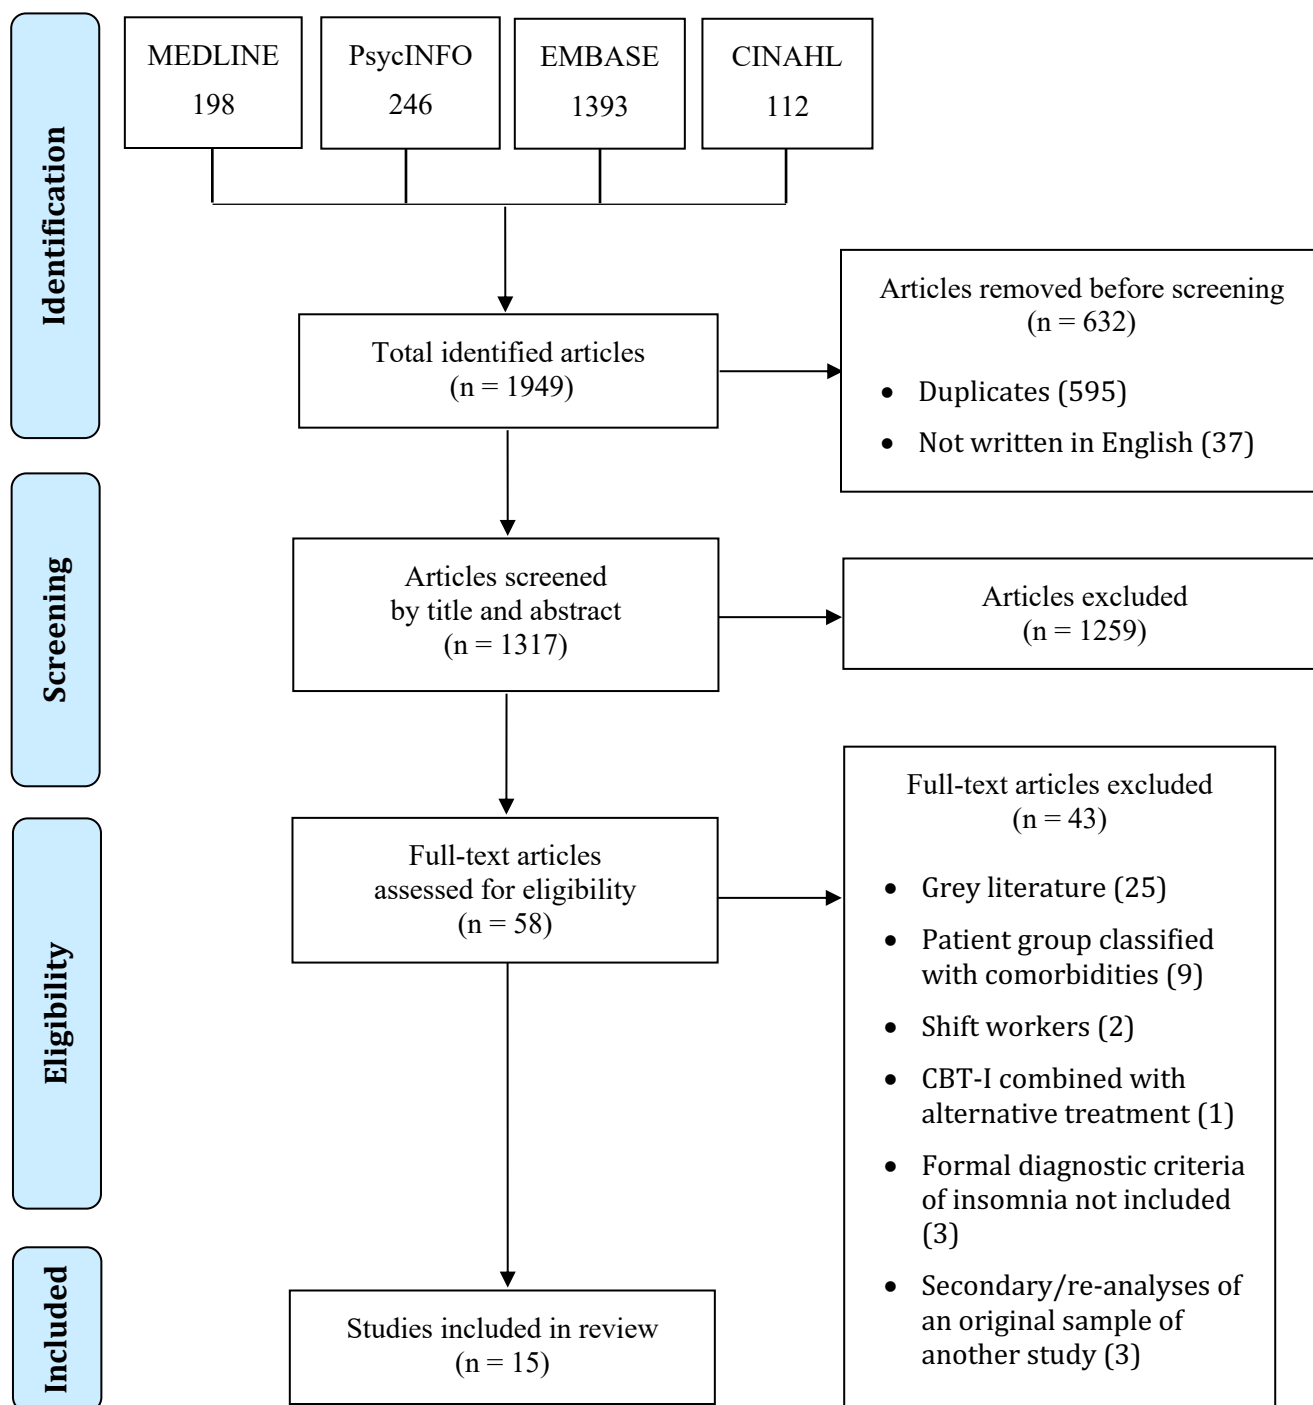 Identification
MEDLINE
198
PsycINFO
246
EMBASE
1393
CINAHL
112
Total identified articles
(n = 1949)
Articles removed before screening
(n = 632)
• Duplicates (595)
• Not written in English (37)
Screening
Articles screened
by title and abstract
(n = 1317)
Articles excluded
(n = 1259)
Eligibility
Full-text articles
assessed for eligibility
(n = 58)
Full-text articles excluded
(n = 43)
• Grey literature (25)
• Patient group classified
with comorbidities (9)
• Shift workers (2)
• CBT-I combined with
alternative treatment (1)
• Formal diagnostic criteria
of insomnia not included
(3)
• Secondary/re-analyses of
an original sample of
another study (3)
Included
Studies included in review
(n = 15)